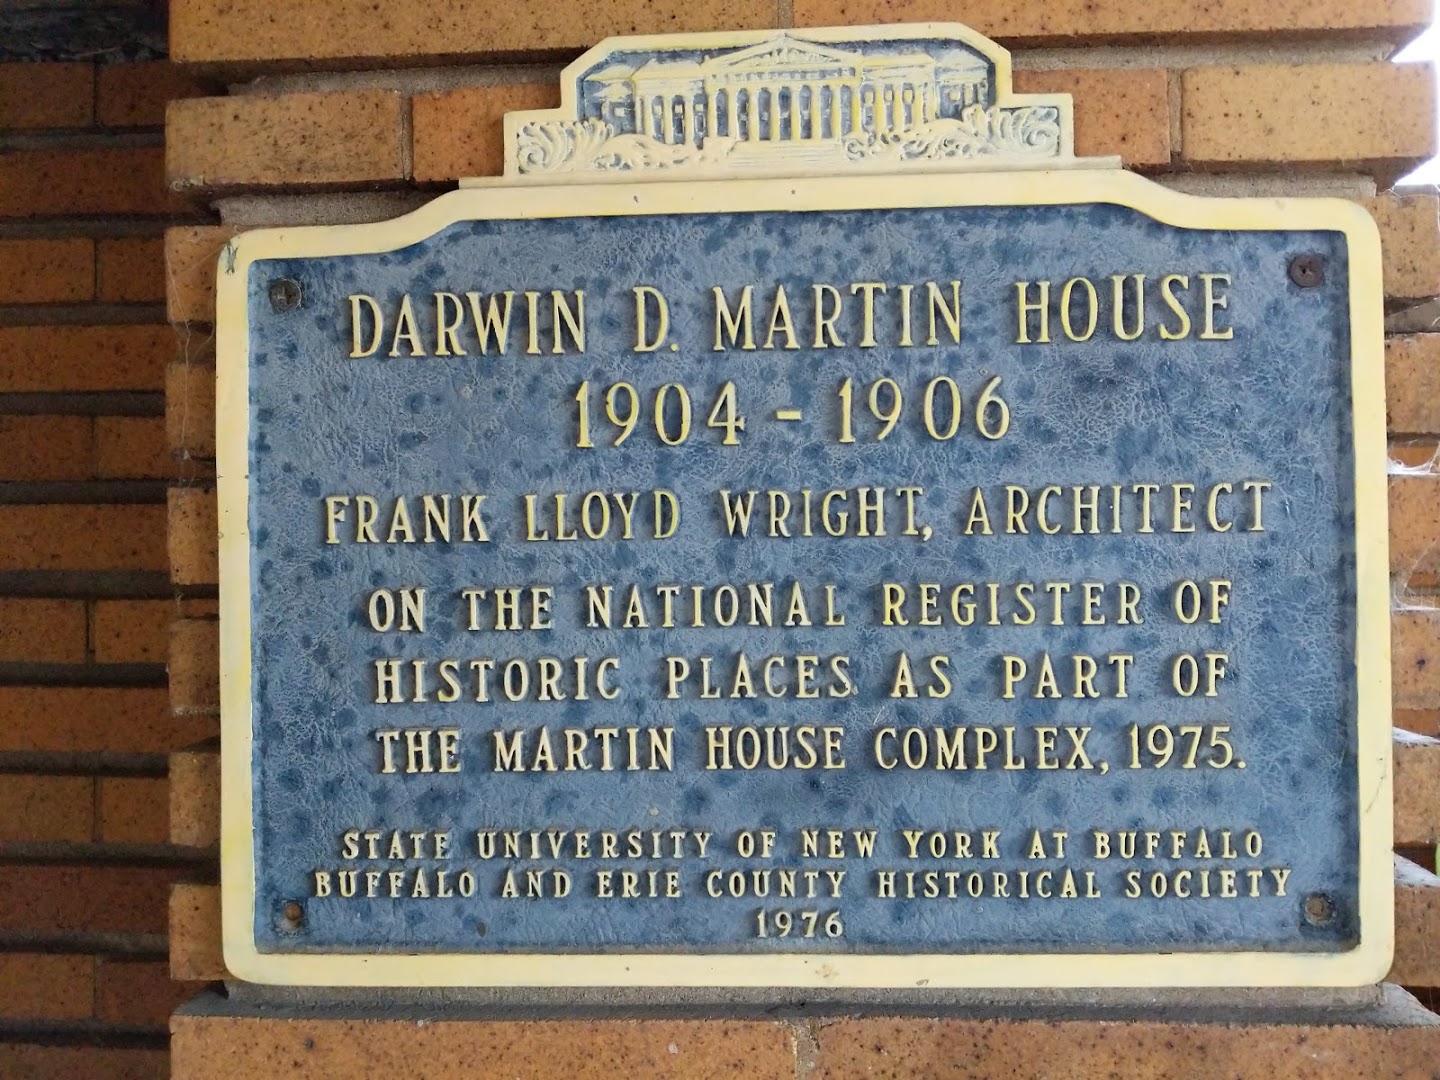 DARWIN D. MARTIN HOUSE
1904 - 1906
FRANK LLOYD WRIGHT, ARCHITECT
ON THE NATIONAL REGISTER OF
HISTORIC PLACES AS PART OF
THE MARTIN HOUSE COMPLEX, 1975.
STATE UNIVERSITY OF NEW YORK AT BUFFALO
BUFFALO AND ERIE COUNTY HISTORICAL SOCIETY
1976